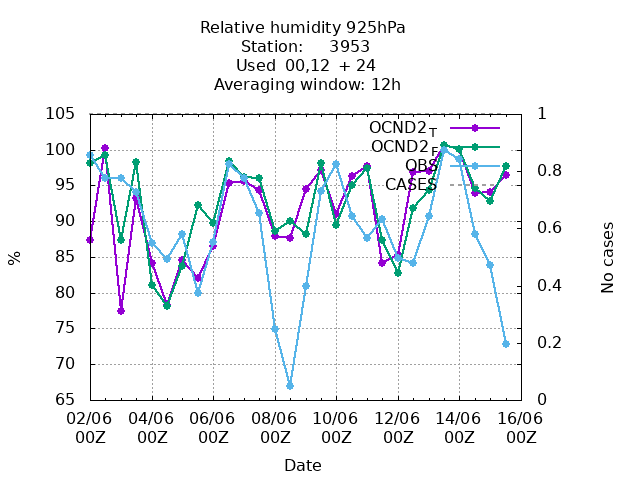 Relative humidity 925hPa
Station: 3953
Used 00,12 + 24
Averaging window: 12h
105
100
95
90
85
80
75
70
65
%
1
0.8
0.6
0.4
0.2
0
No cases
OCND2T
OCND2F
OBS
CASES
02/06 04/06 06/06 08/06 10/06 12/06 14/06 16/06
00Z 00Z 00Z 00Z 00Z 00Z 00Z 00Z
Date